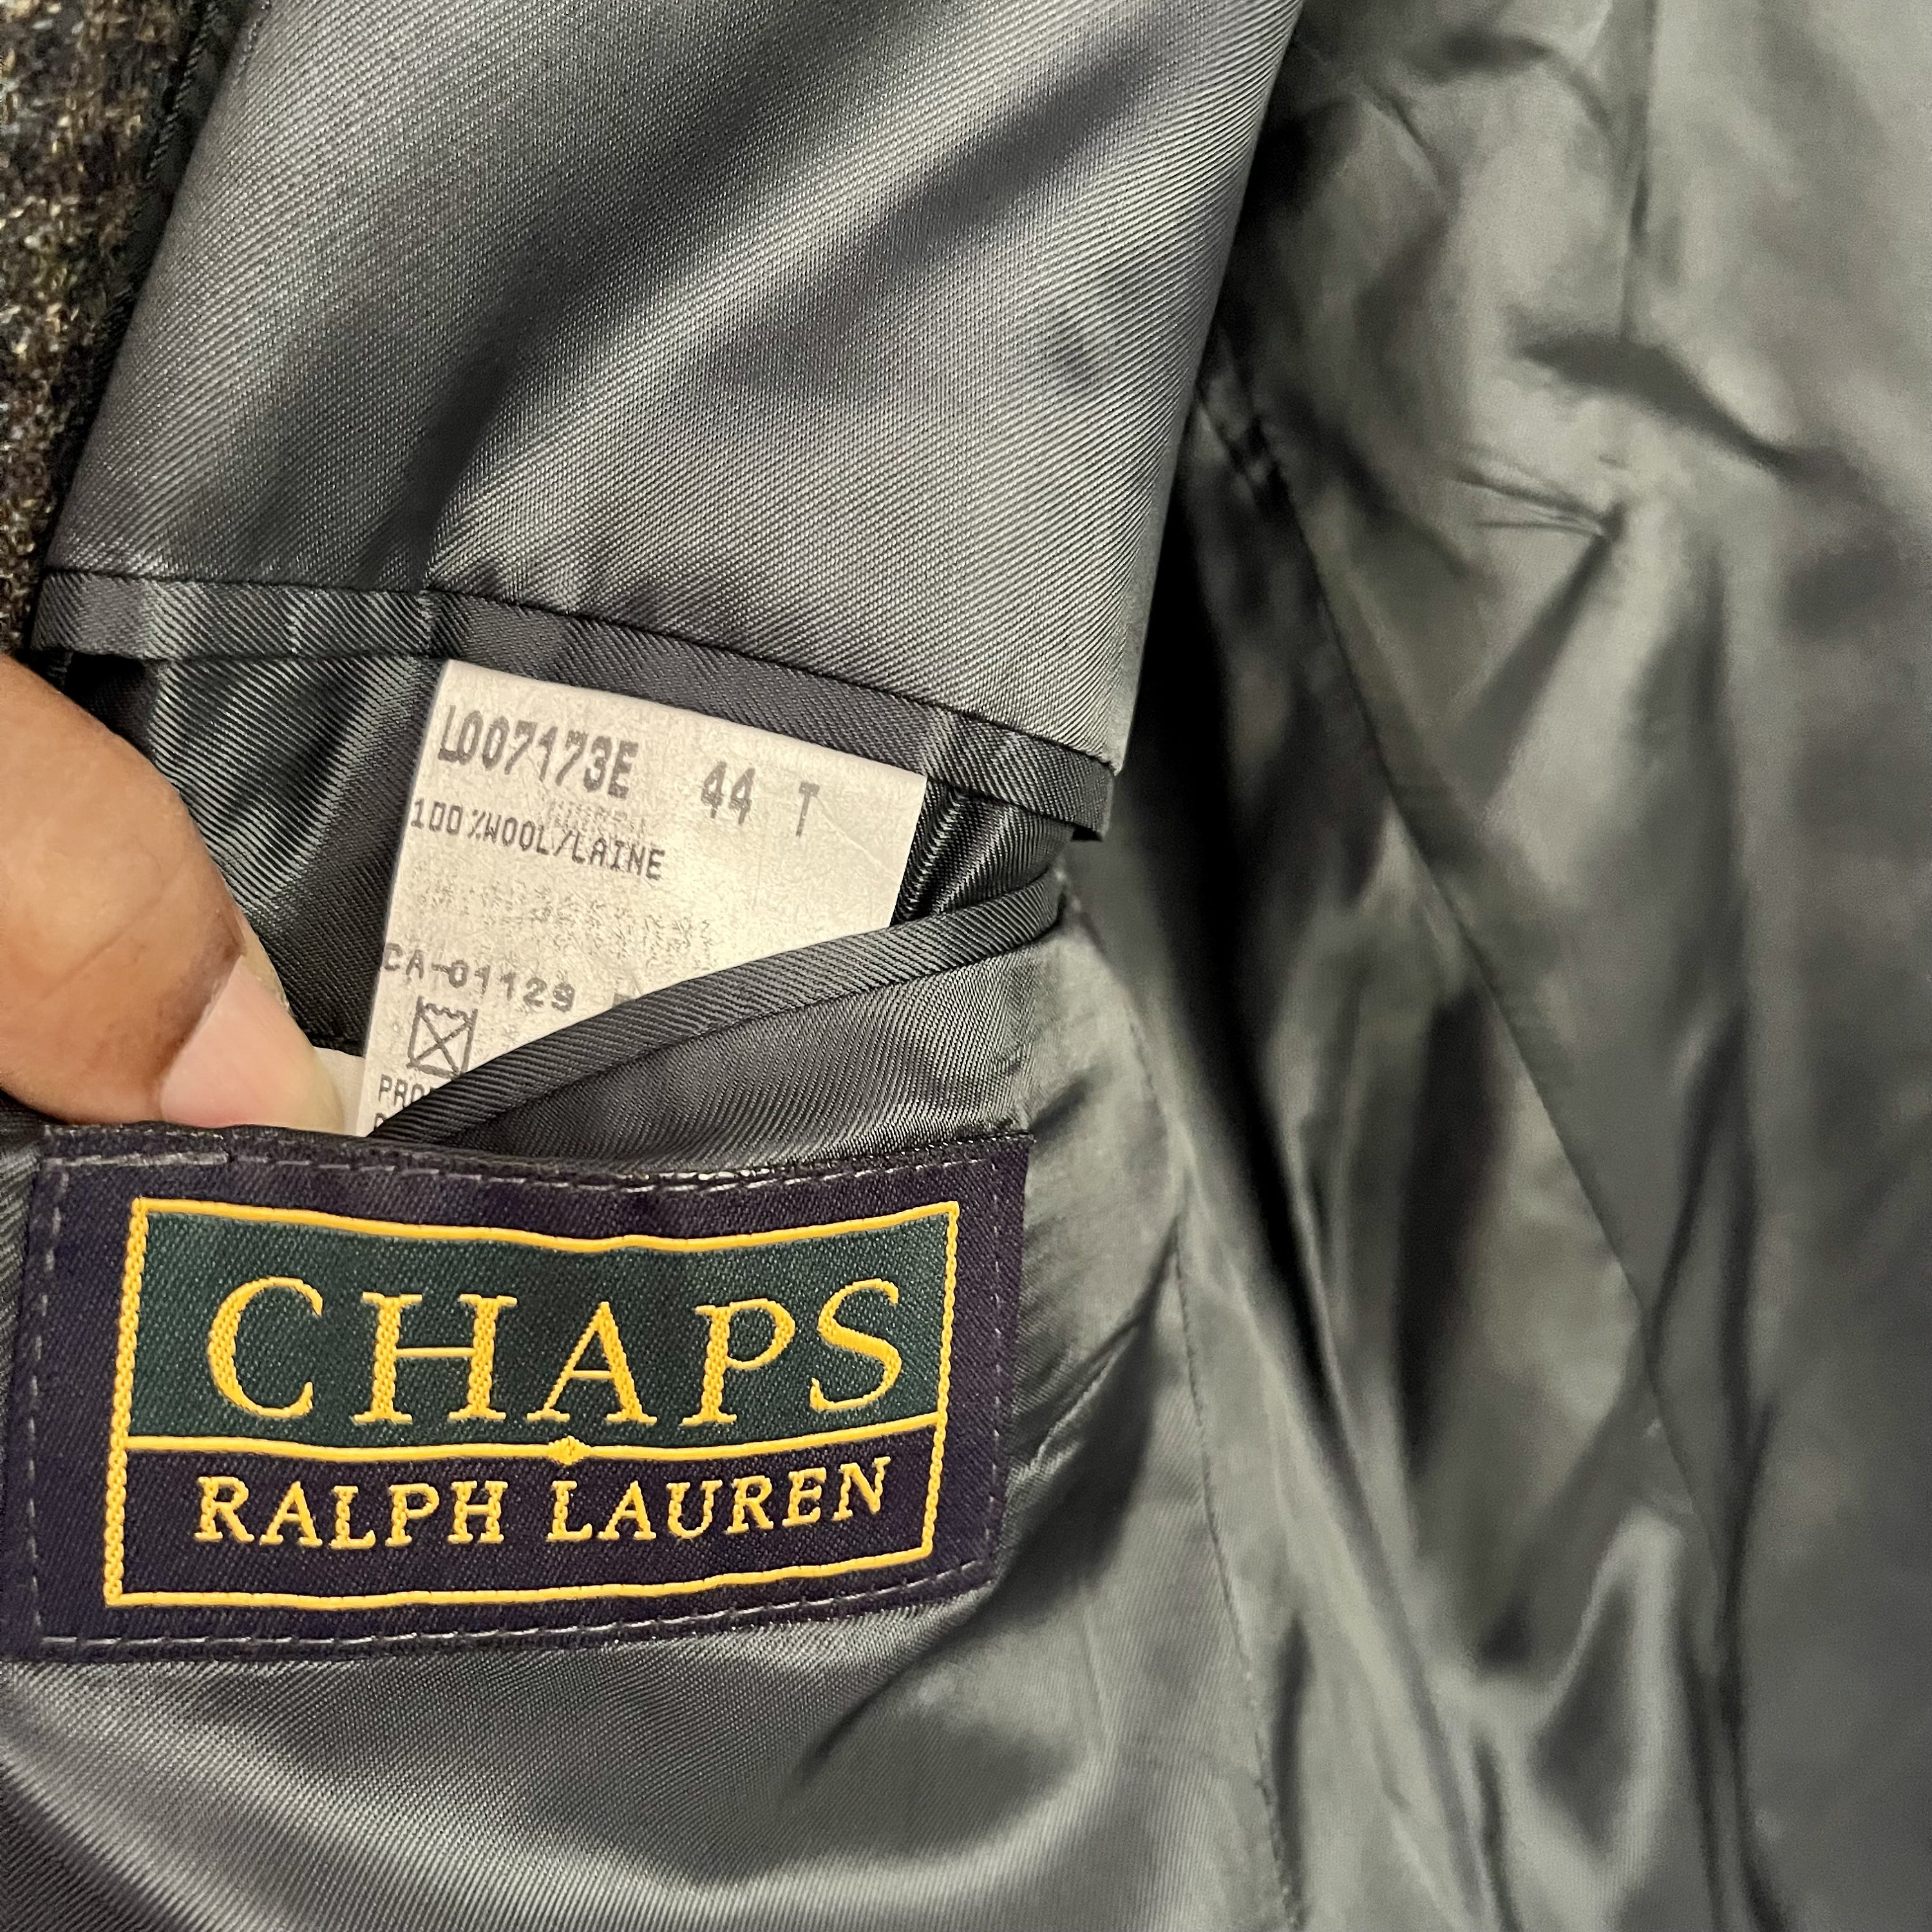 L007173E 44 T
100%WOOL/LAINE
CA-01129
CHAPS
RALPH LAUREN